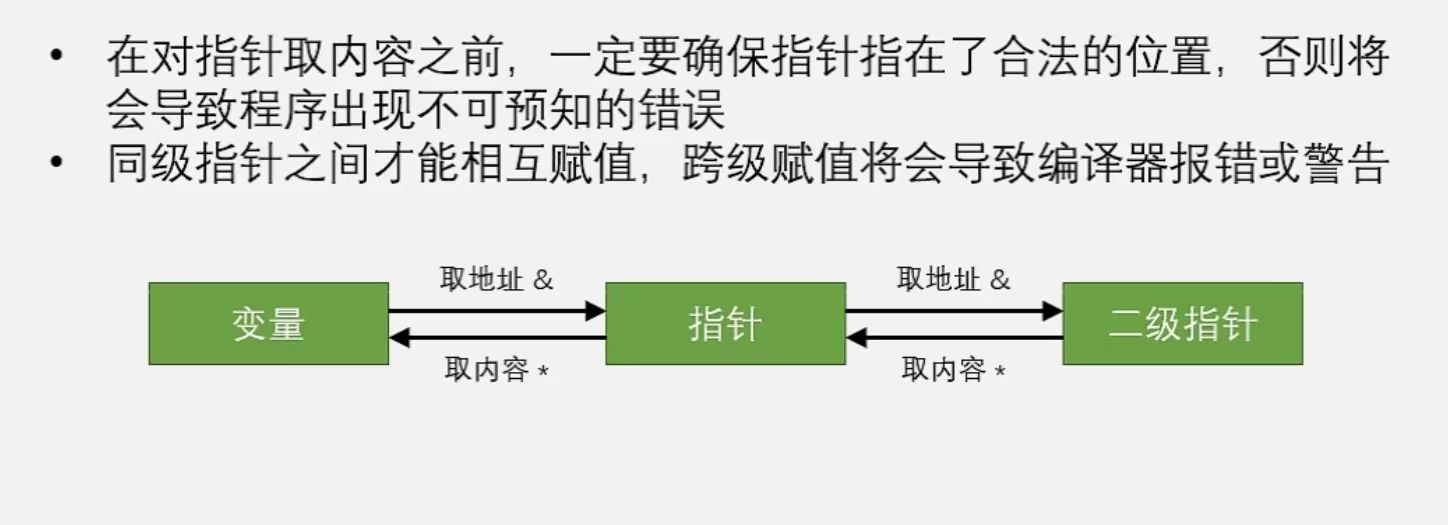 • 在对指针取内容之前，一定要确保指针指在了合法的位置，否则将
会导致程序出现不可预知的错误
• 同级指针之间才能相互赋值，跨级赋值将会导致编译器报错或警告
取地址 &
取地址 &
变量
指针
二级指针
取内容 *
取内容 *